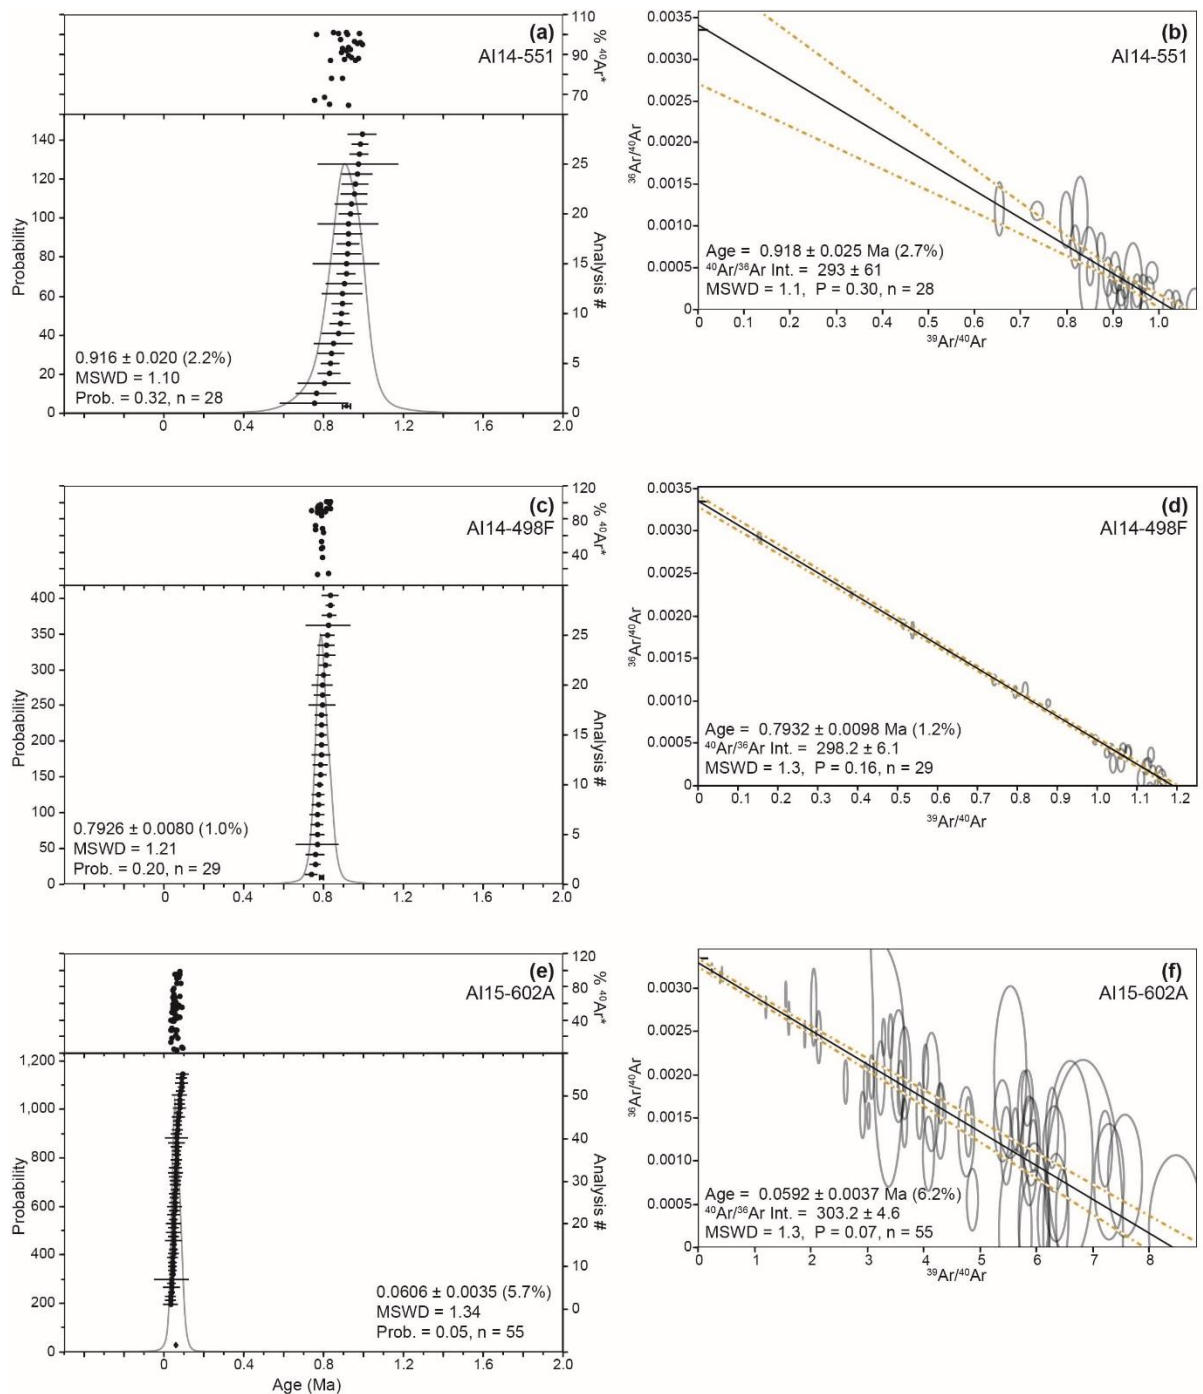 (a)
AI14-551
110
90
70
% ⁴⁰Ar*
140
120
100
80
60
40
20
0
Probability
25
20
15
10
5
0
Analysis #
0.916 ± 0.020 (2.2%)
MSWD = 1.10
Prob. = 0.32, n = 28
0 0.4 0.8 1.2 1.6 2.0
(b)
AI14-551
0.0035
0.0030
0.0025
0.0020
0.0015
0.0010
0.0005
0
³⁶Ar/⁴⁰Ar
Age = 0.918 ± 0.025 Ma (2.7%)
⁴⁰Ar/³⁶Ar Int. = 293 ± 61
MSWD = 1.1, P = 0.30, n = 28
0 0.1 0.2 0.3 0.4 0.5 0.6 0.7 0.8 0.9 1.0
³⁹Ar/⁴⁰Ar
(c)
AI14-498F
120
80
40
% ⁴⁰Ar*
400
350
300
250
200
150
100
50
0
Probability
25
20
15
10
5
0
Analysis #
0.7926 ± 0.0080 (1.0%)
MSWD = 1.21
Prob. = 0.20, n = 29
0 0.4 0.8 1.2 1.6 2.0
(d)
AI14-498F
0.0035
0.0030
0.0025
0.0020
0.0015
0.0010
0.0005
0
³⁶Ar/⁴⁰Ar
Age = 0.7932 ± 0.0098 Ma (1.2%)
⁴⁰Ar/³⁶Ar Int. = 298.2 ± 6.1
MSWD = 1.3, P = 0.16, n = 29
0 0.1 0.2 0.3 0.4 0.5 0.6 0.7 0.8 0.9 1.0 1.1 1.2
³⁹Ar/⁴⁰Ar
(e)
AI15-602A
120
80
40
% ⁴⁰Ar*
1,200
1,000
800
600
400
200
0
Probability
50
40
30
20
10
0
Analysis #
0.0606 ± 0.0035 (5.7%)
MSWD = 1.34
Prob. = 0.05, n = 55
0 0.4 0.8 1.2 1.6 2.0
Age (Ma)
(f)
AI15-602A
0.0030
0.0025
0.0020
0.0015
0.0010
0.0005
0
³⁶Ar/⁴⁰Ar
Age = 0.0592 ± 0.0037 Ma (6.2%)
⁴⁰Ar/³⁶Ar Int. = 303.2 ± 4.6
MSWD = 1.3, P = 0.07, n = 55
0 1 2 3 4 5 6 7 8
³⁹Ar/⁴⁰Ar